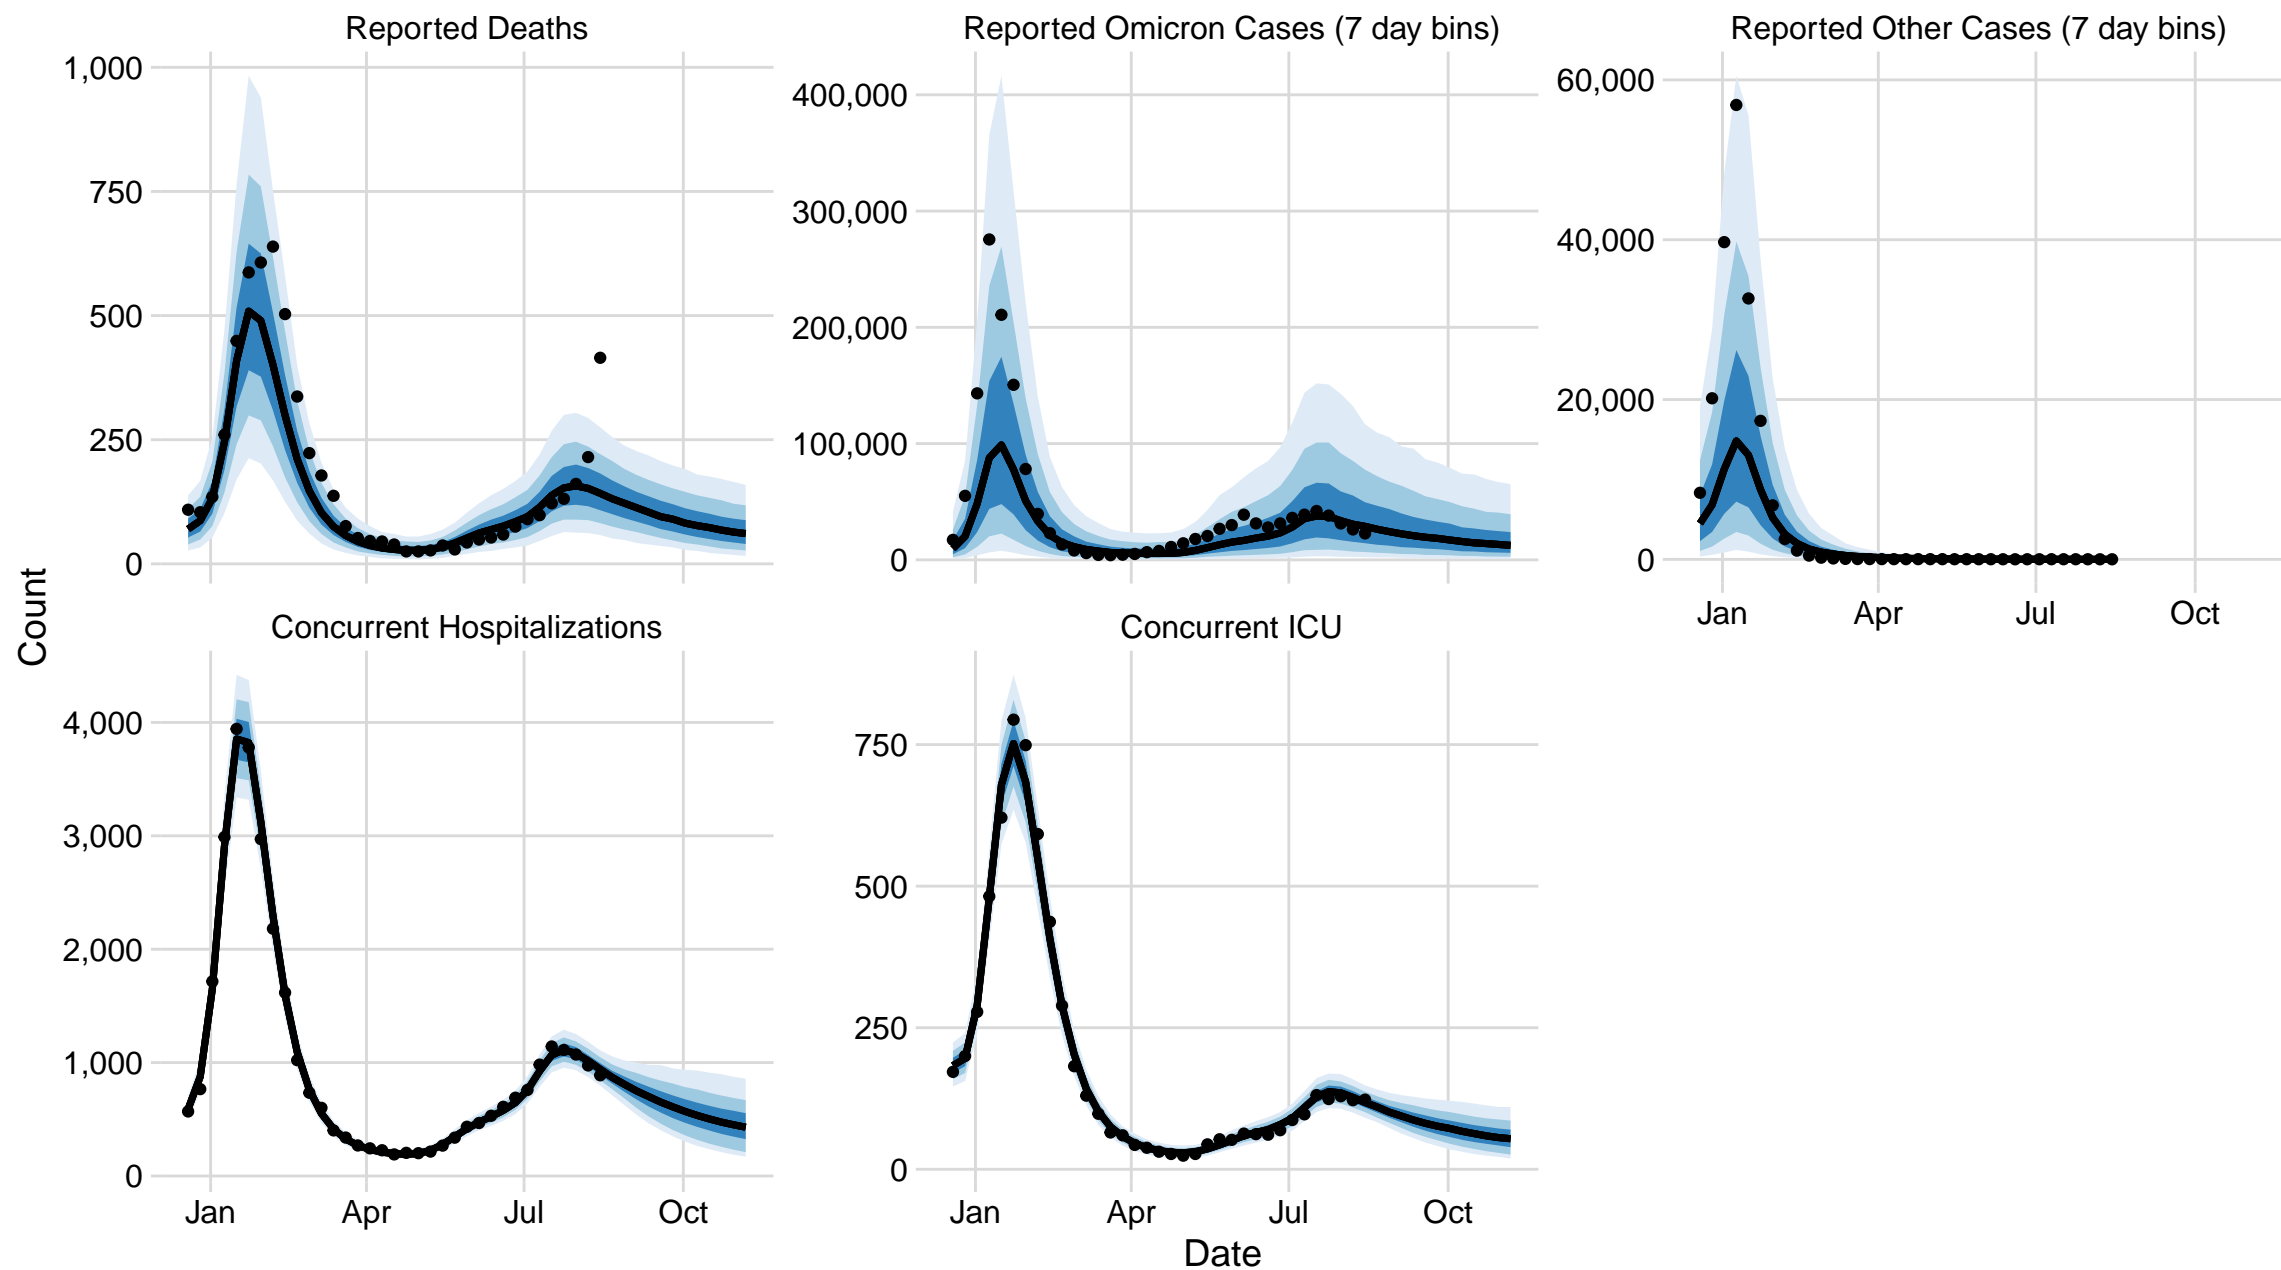 Reported Deaths
Reported Omicron Cases (7 day bins)
Reported Other Cases (7 day bins)
1,000
750
500
250
0
400,000
300,000
200,000
100,000
0
60,000
40,000
20,000
0
Jan Apr Jul Oct
Count
Concurrent Hospitalizations
Concurrent ICU
4,000
3,000
2,000
1,000
0
750
500
250
0
Jan Apr Jul Oct
Jan Apr Jul Oct
Date